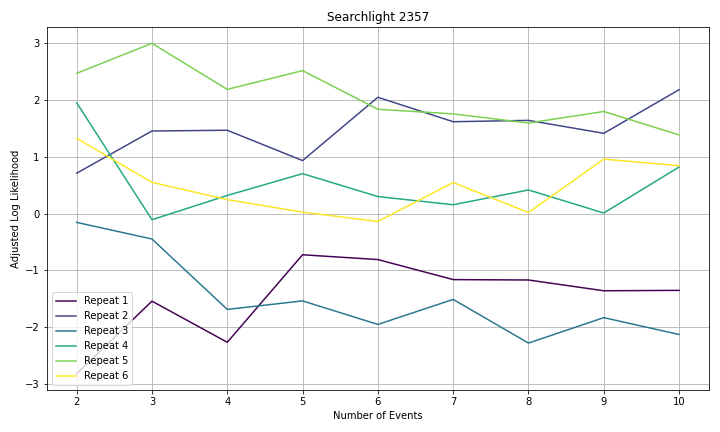 Searchlight 2357
Adjusted Log Likelihood
3
2
1
0
−1
−2
−3
Repeat 1
Repeat 2
Repeat 3
Repeat 4
Repeat 5
Repeat 6
2 3 4 5 6 7 8 9 10
Number of Events